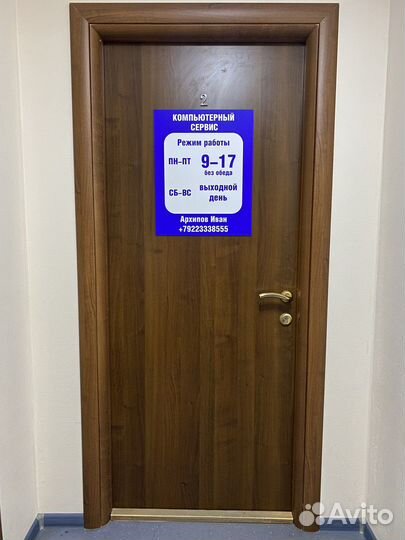 2
КОМПЬЮТЕРНЫЙ
СЕРВИС
Режим работы
ПН-ПТ 9-17
без обеда
СБ-ВС выходной
день
Архипов Иван
+79223338555
Avito